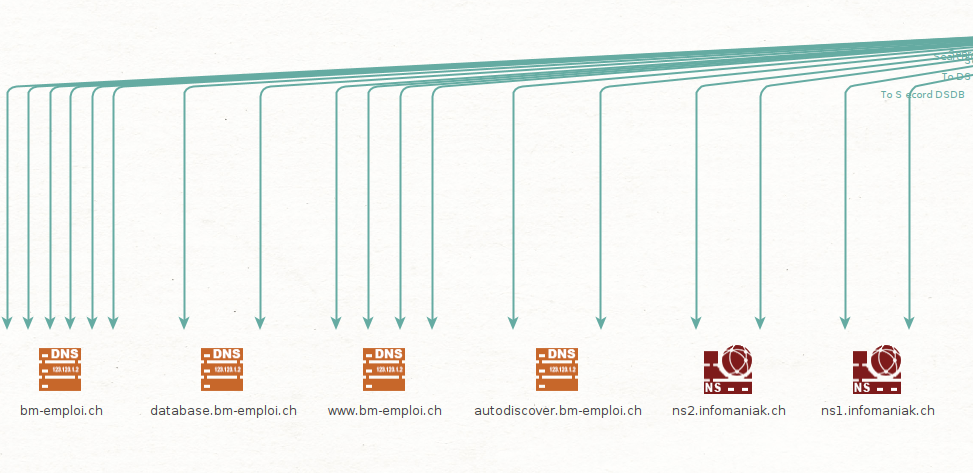 To DS
To S ecord DSDB
DNS
123.123.1.2
DNS
123.123.1.2
DNS
123.123.1.2
DNS
123.123.1.2
NS
NS
bm-emploi.ch
database.bm-emploi.ch
www.bm-emploi.ch
autodiscover.bm-emploi.ch
ns2.infomaniak.ch
ns1.infomaniak.ch